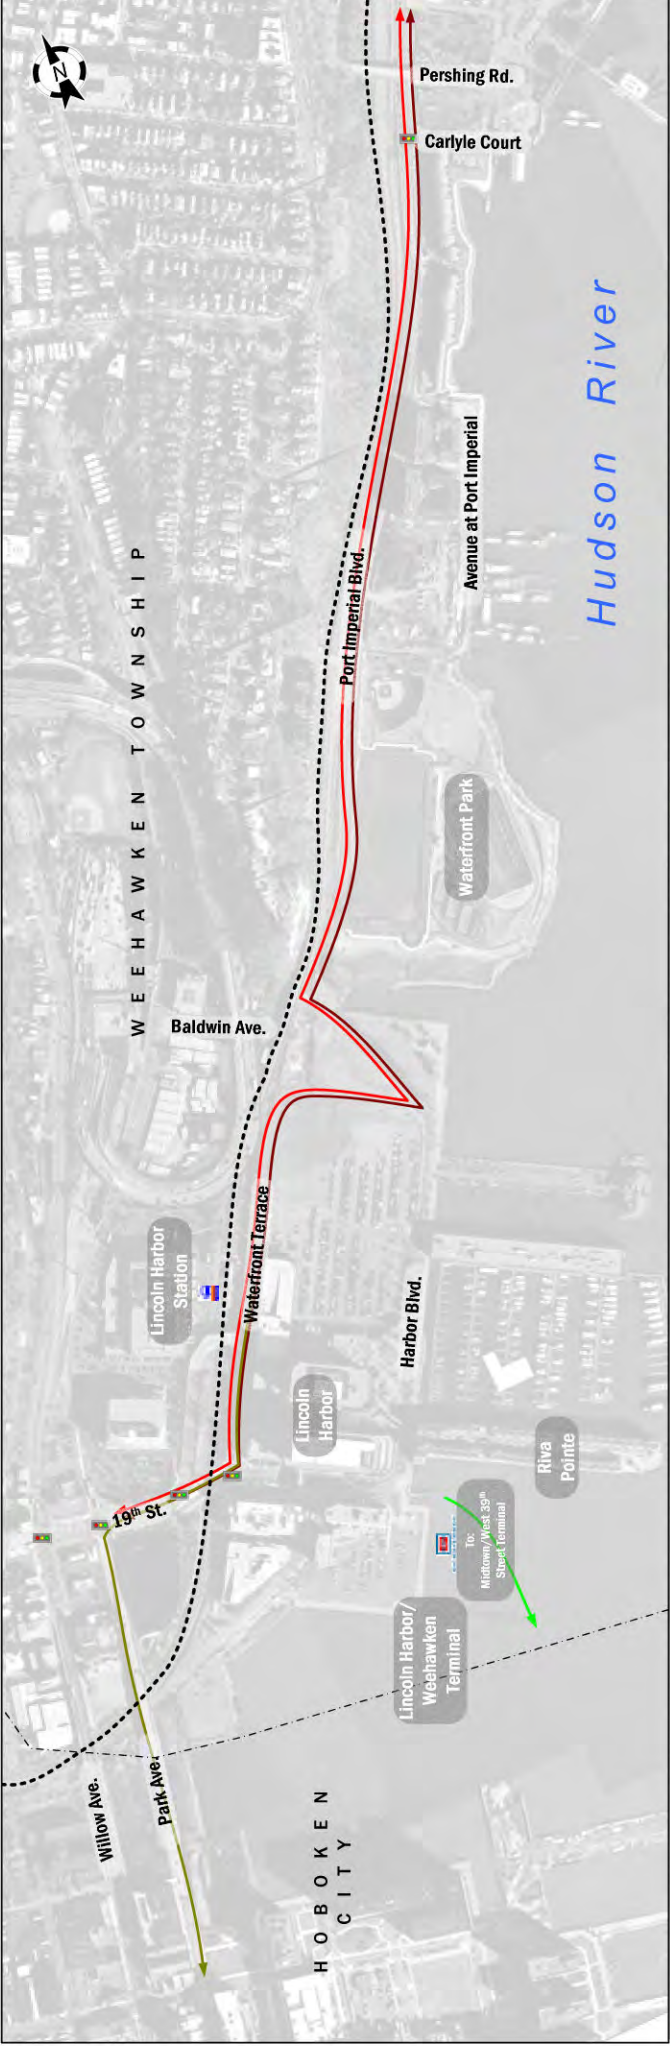 N
Pershing Rd.
Carlyle Court
Hudson River
Avenue at Port Imperial
WEEHAWKEN TOWNSHIP
Port Imperial Blvd.
Waterfront Park
Baldwin Ave.
Lincoln Harbor
Station
Waterfront Terrace
Harbor Blvd.
Lincoln
Harbor
Riva
Pointe
19th St.
To:
Midtown/West 39th
Street Terminal
Lincoln Harbor/
Weehawken
Terminal
Willow Ave.
Park Ave.
HOBOKEN
CITY